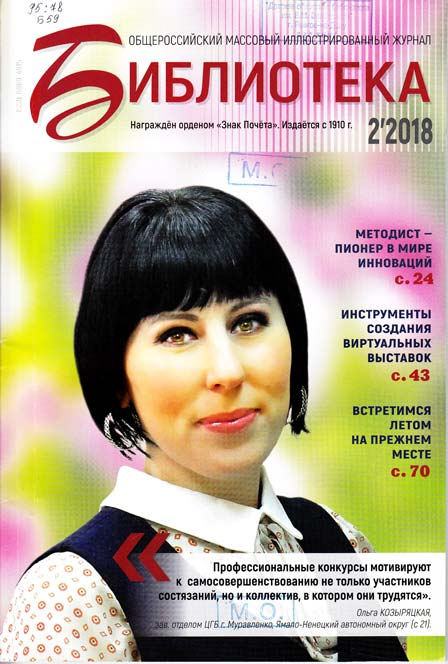 95:78
Б59
ОБЩЕРОССИЙСКИЙ МАССОВЫЙ ИЛЛЮСТРИРОВАННЫЙ ЖУРНАЛ
БИБЛИОТЕКА
Награждён орденом «Знак Почёта». Издаётся с 1910 г.
2'2018
М.О.
МЕТОДИСТ –
ПИОНЕР В МИРЕ
ИННОВАЦИЙ
с. 24
ИНСТРУМЕНТЫ
СОЗДАНИЯ
ВИРТУАЛЬНЫХ
ВЫСТАВОК
с. 43
ВСТРЕТИМСЯ
ЛЕТОМ
НА ПРЕЖНЕМ
МЕСТЕ
с. 70
«
Профессиональные конкурсы мотивируют
к самосовершенствованию не только участников
состязаний, но и коллектив, в котором они трудятся».
Ольга КОЗЫРЯЦКАЯ,
зав. отделом ЦГБ г. Муравленко, Ямало-Ненецкий автономный округ (с 21).
М.О.